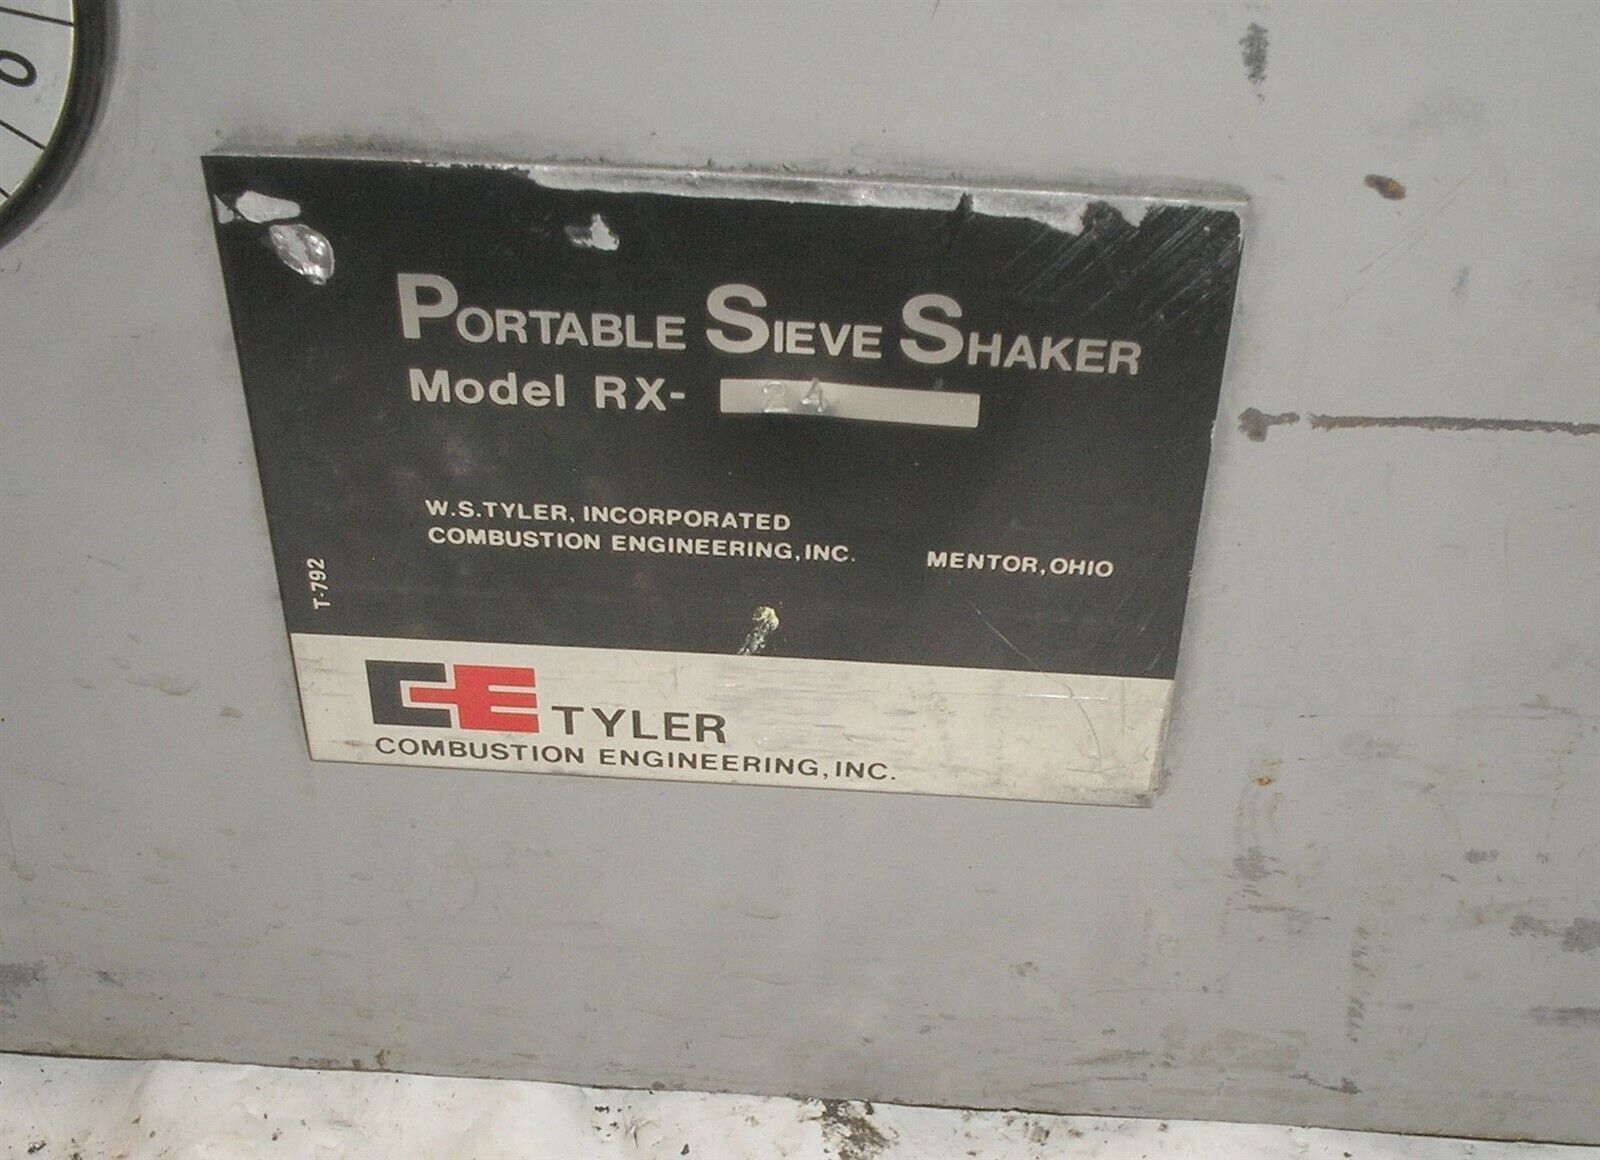 0
PORTABLE SIEVE SHAKER
Model RX- 24
W.S.TYLER, INCORPORATED
COMBUSTION ENGINEERING, INC. MENTOR, OHIO
T-792
CE TYLER
COMBUSTION ENGINEERING, INC.